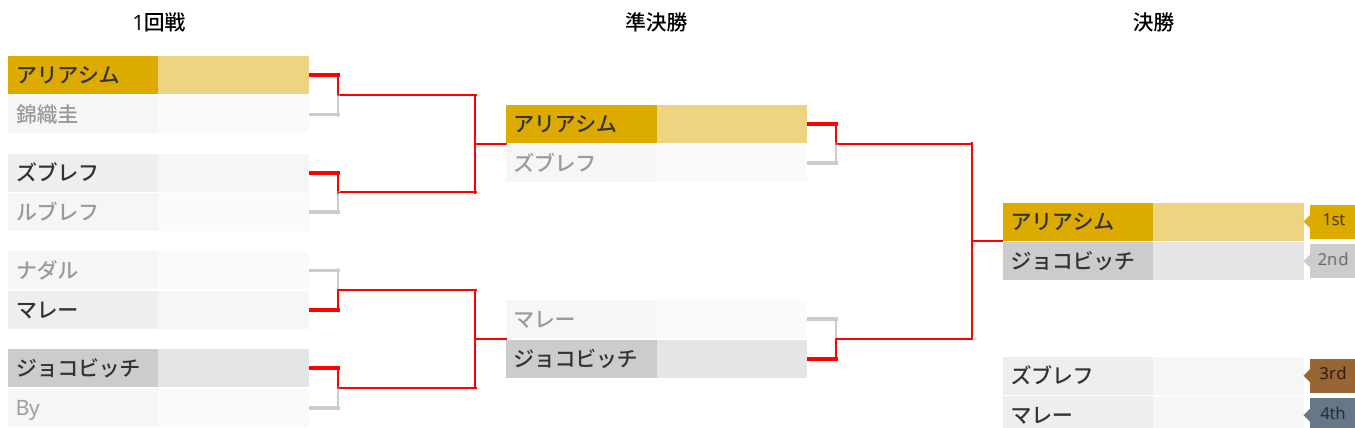 1回戦
準決勝
決勝
アリアシム
錦織圭
ズブレフ
ルブレフ
ナダル
マレー
ジョコビッチ
By
アリアシム
ズブレフ
マレー
ジョコビッチ
アリアシム 1st
ジョコビッチ 2nd
ズブレフ 3rd
マレー 4th